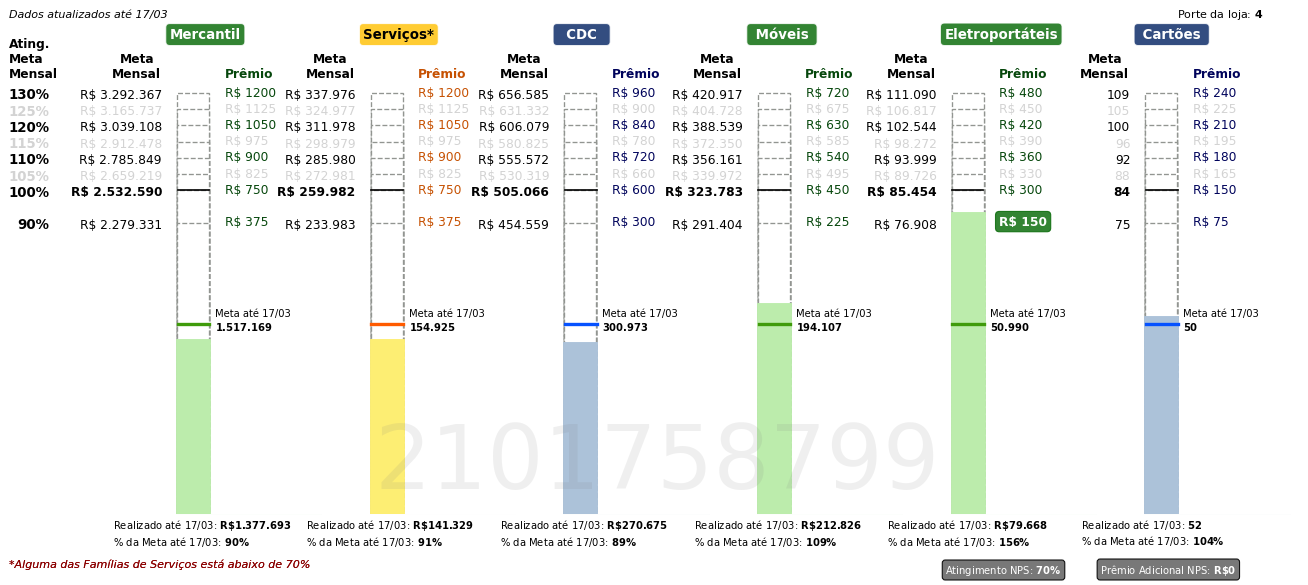 Dados atualizados até 17/03
Porte da loja: 4
Mercantil Serviços* CDC Móveis Eletroportáteis Cartões
Ating. Meta Mensal Meta Mensal Prêmio Meta Mensal Prêmio Meta Mensal Prêmio Meta Mensal Prêmio Meta Mensal Prêmio Meta Mensal Prêmio
130% R$ 3.292.367 R$ 1200 R$ 337.976 R$ 1200 R$ 656.585 R$ 960 R$ 420.917 R$ 720 R$ 111.090 R$ 480 109 R$ 240
125% R$ 3.165.737 R$ 1125 R$ 324.977 R$ 1125 R$ 631.332 R$ 900 R$ 404.728 R$ 675 R$ 106.817 R$ 450 105 R$ 225
120% R$ 3.039.108 R$ 1050 R$ 311.978 R$ 1050 R$ 606.079 R$ 840 R$ 388.539 R$ 630 R$ 102.544 R$ 420 100 R$ 210
115% R$ 2.912.478 R$ 975 R$ 298.979 R$ 975 R$ 580.825 R$ 780 R$ 372.350 R$ 585 R$ 98.272 R$ 390 96 R$ 195
110% R$ 2.785.849 R$ 900 R$ 285.980 R$ 900 R$ 555.572 R$ 720 R$ 356.161 R$ 540 R$ 93.999 R$ 360 92 R$ 180
105% R$ 2.659.219 R$ 825 R$ 272.981 R$ 825 R$ 530.319 R$ 660 R$ 339.972 R$ 495 R$ 89.726 R$ 330 88 R$ 165
100% R$ 2.532.590 R$ 750 R$ 259.982 R$ 750 R$ 505.066 R$ 600 R$ 323.783 R$ 450 R$ 85.454 R$ 300 84 R$ 150
90% R$ 2.279.331 R$ 375 R$ 233.983 R$ 375 R$ 454.559 R$ 300 R$ 291.404 R$ 225 R$ 76.908 R$ 150 75 R$ 75
Meta até 17/03 Meta até 17/03 Meta até 17/03 Meta até 17/03 Meta até 17/03 Meta até 17/03
1.517.169 154.925 300.973 194.107 50.990 50
2101758799
Realizado até 17/03: R$1.377.693 Realizado até 17/03: R$141.329 Realizado até 17/03: R$270.675 Realizado até 17/03: R$212.826 Realizado até 17/03: R$79.668 Realizado até 17/03: 52
% da Meta até 17/03: 90% % da Meta até 17/03: 91% % da Meta até 17/03: 89% % da Meta até 17/03: 109% % da Meta até 17/03: 156% % da Meta até 17/03: 104%
*Alguma das Famílias de Serviços está abaixo de 70%
Atingimento NPS: 70% Prêmio Adicional NPS: R$0